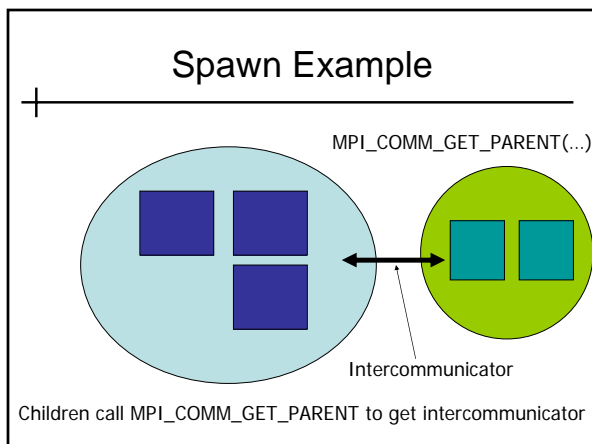 Spawn Example
MPI_COMM_GET_PARENT(...)
Intercommunicator
Children call MPI_COMM_GET_PARENT to get intercommunicator